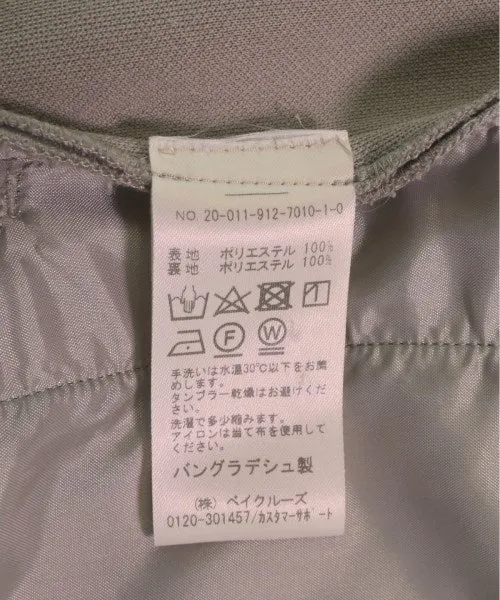 NO. 20-011-912-7010-1-0
表地 ポリエステル 100%
裏地 ポリエステル 100%
F W
手洗いは水温30℃以下をお薦
めします。
タンブラー乾燥はお避けくだ
さい。
洗濯で多少縮みます。
アイロンは当て布を使用して
ください。
バングラデシュ製
(株) ベイクルーズ
0120-301457/カスタマーサポート